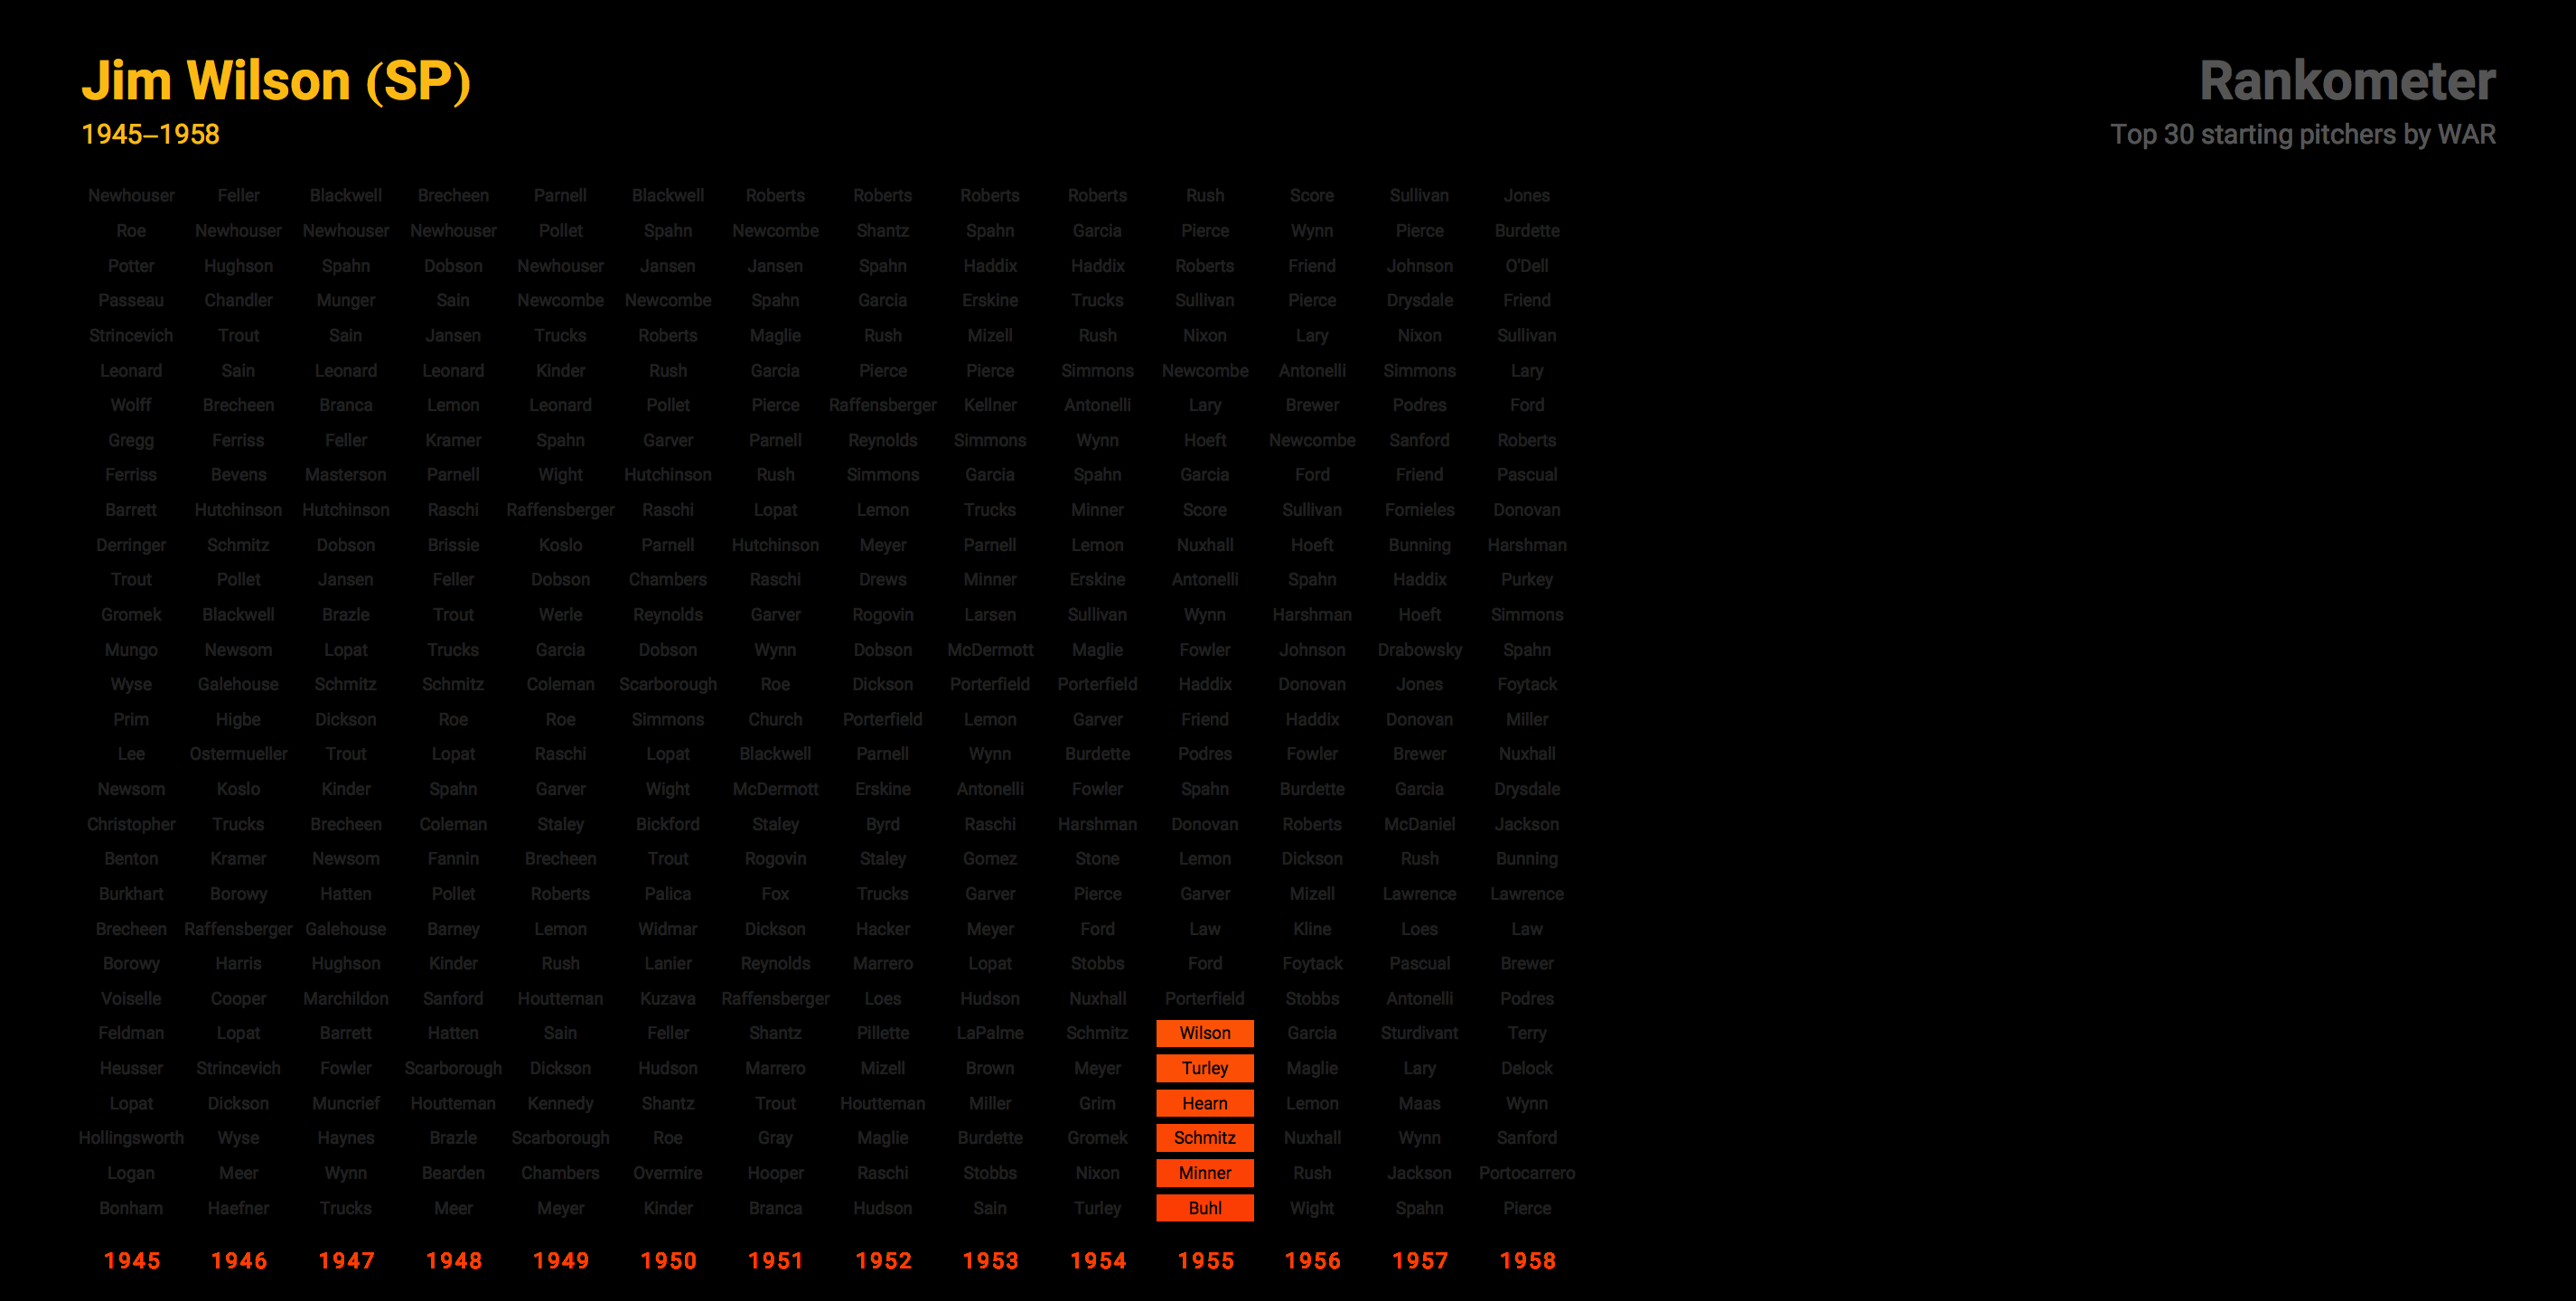 Jim Wilson (SP)
1945–1958
Rankometer
Top 30 starting pitchers by WAR
Newhouser Feller Blackwell Brecheen Parnell Blackwell Roberts Roberts Roberts Roberts Rush Score Sullivan Jones
Roe Newhouser Newhouser Newhouser Pollet Spahn Newcombe Shantz Spahn Garcia Pierce Wynn Pierce Burdette
Potter Hughson Spahn Dobson Newhouser Jansen Jansen Spahn Haddix Haddix Roberts Friend Johnson O'Dell
Passeau Chandler Munger Sain Newcombe Newcombe Spahn Garcia Erskine Trucks Sullivan Pierce Drysdale Friend
Strincevich Trout Sain Jansen Trucks Roberts Maglie Rush Mizell Rush Nixon Lary Nixon Sullivan
Leonard Sain Leonard Leonard Kinder Rush Garcia Pierce Pierce Simmons Newcombe Antonelli Simmons Lary
Wolff Brecheen Branca Lemon Leonard Pollet Pierce Raffensberger Kellner Antonelli Lary Brewer Podres Ford
Gregg Ferriss Feller Kramer Spahn Garver Parnell Reynolds Simmons Wynn Hoeft Newcombe Sanford Roberts
Ferriss Bevens Masterson Parnell Wight Hutchinson Rush Simmons Garcia Spahn Garcia Ford Friend Pascual
Barrett Hutchinson Hutchinson Raschi Raffensberger Raschi Lopat Lemon Trucks Minner Score Sullivan Fornieles Donovan
Derringer Schmitz Dobson Brissie Koslo Parnell Hutchinson Meyer Parnell Lemon Nuxhall Hoeft Bunning Harshman
Trout Pollet Jansen Feller Dobson Chambers Raschi Drews Minner Erskine Antonelli Spahn Haddix Purkey
Gromek Blackwell Brazle Trout Werle Reynolds Garver Rogovin Larsen Sullivan Wynn Harshman Hoeft Simmons
Mungo Newsom Lopat Trucks Garcia Dobson Wynn Dobson McDermott Maglie Fowler Johnson Drabowsky Spahn
Wyse Galehouse Schmitz Schmitz Coleman Scarborough Roe Dickson Porterfield Porterfield Haddix Donovan Jones Foytack
Prim Higbe Dickson Roe Roe Simmons Church Porterfield Lemon Garver Friend Haddix Donovan Miller
Lee Ostermueller Trout Lopat Raschi Lopat Blackwell Parnell Wynn Burdette Podres Fowler Brewer Nuxhall
Newsom Koslo Kinder Spahn Garver Wight McDermott Erskine Antonelli Fowler Spahn Burdette Garcia Drysdale
Christopher Trucks Brecheen Coleman Staley Bickford Staley Byrd Raschi Harshman Donovan Roberts McDaniel Jackson
Benton Kramer Newsom Fannin Brecheen Trout Rogovin Staley Gomez Stone Lemon Dickson Rush Bunning
Burkhart Borowy Hatten Pollet Roberts Palica Fox Trucks Garver Pierce Garver Mizell Lawrence Lawrence
Brecheen Raffensberger Galehouse Barney Lemon Widmar Dickson Hacker Meyer Ford Law Kline Loes Law
Borowy Harris Hughson Kinder Rush Lanier Reynolds Marrero Lopat Stobbs Ford Foytack Pascual Brewer
Voiselle Cooper Marchildon Sanford Houtteman Kuzava Raffensberger Loes Hudson Nuxhall Porterfield Stobbs Antonelli Podres
Feldman Lopat Barrett Hatten Sain Feller Shantz Pillette LaPalme Schmitz Wilson Garcia Sturdivant Terry
Heusser Strincevich Fowler Scarborough Dickson Hudson Marrero Mizell Brown Meyer Turley Maglie Lary Delock
Lopat Dickson Muncrief Houtteman Kennedy Shantz Trout Houtteman Miller Grim Hearn Lemon Maas Wynn
Hollingsworth Wyse Haynes Brazle Scarborough Roe Gray Maglie Burdette Gromek Schmitz Nuxhall Wynn Sanford
Logan Meer Wynn Bearden Chambers Overmire Hooper Raschi Stobbs Nixon Minner Rush Jackson Portocarrero
Bonham Haefner Trucks Meer Meyer Kinder Branca Hudson Sain Turley Buhl Wight Spahn Pierce
1945 1946 1947 1948 1949 1950 1951 1952 1953 1954 1955 1956 1957 1958